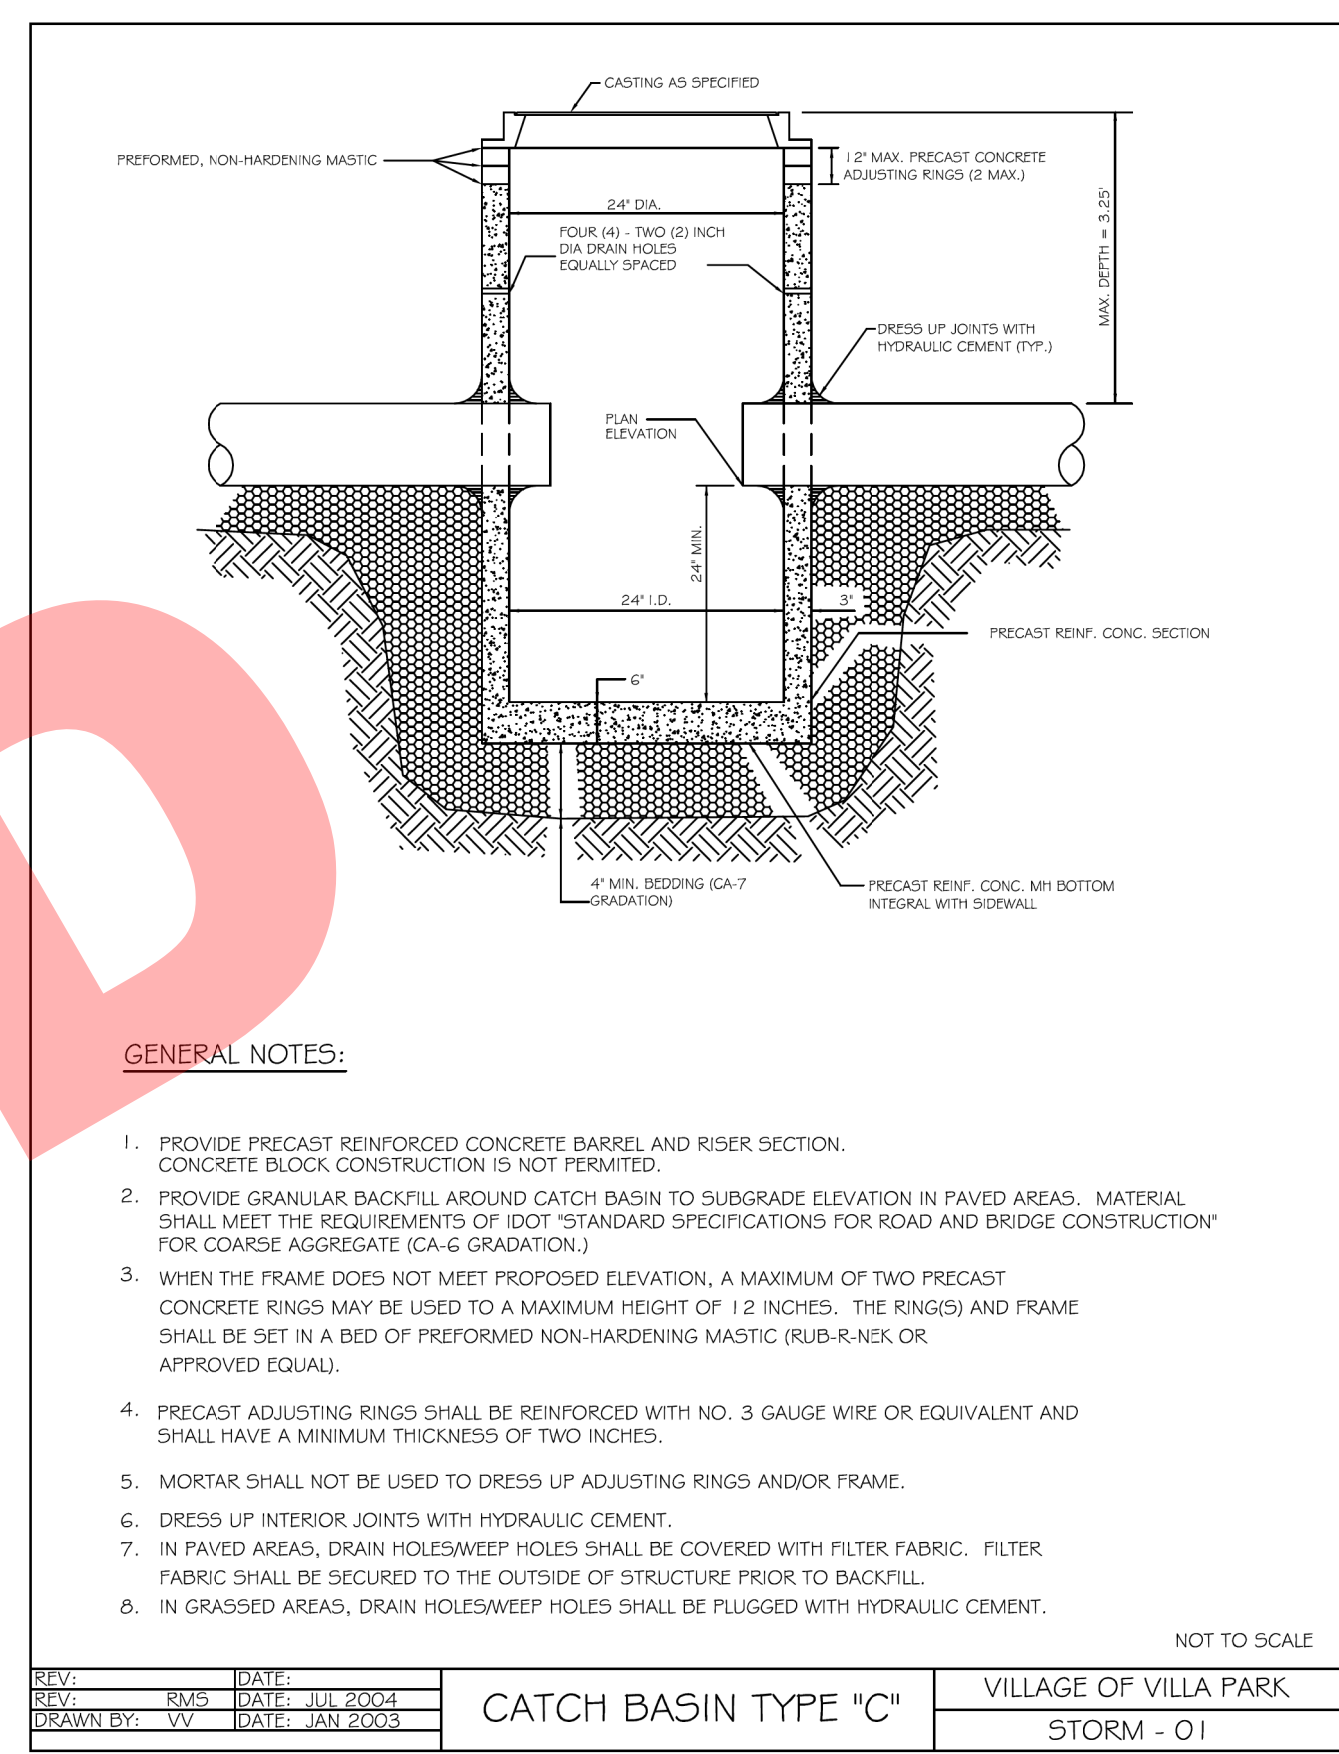 CASTING AS SPECIFIED
PREFORMED, NON-HARDENING MASTIC
12" MAX. PRECAST CONCRETE
ADJUSTING RINGS (2 MAX.)
24" DIA.
FOUR (4) - TWO (2) INCH
DIA DRAIN HOLES
EQUALLY SPACED
MAX. DEPTH = 3.25'
DRESS UP JOINTS WITH
HYDRAULIC CEMENT (TYP.)
PLAN
ELEVATION
24" MIN.
24" I.D.
3"
PRECAST REINF. CONC. SECTION
6"
4" MIN. BEDDING (CA-7
GRADATION)
PRECAST REINF. CONC. MH BOTTOM
INTEGRAL WITH SIDEWALL
D
GENERAL NOTES:
1. PROVIDE PRECAST REINFORCED CONCRETE BARREL AND RISER SECTION.
CONCRETE BLOCK CONSTRUCTION IS NOT PERMITED.
2. PROVIDE GRANULAR BACKFILL AROUND CATCH BASIN TO SUBGRADE ELEVATION IN PAVED AREAS. MATERIAL
SHALL MEET THE REQUIREMENTS OF IDOT "STANDARD SPECIFICATIONS FOR ROAD AND BRIDGE CONSTRUCTION"
FOR COARSE AGGREGATE (CA-6 GRADATION.)
3. WHEN THE FRAME DOES NOT MEET PROPOSED ELEVATION, A MAXIMUM OF TWO PRECAST
CONCRETE RINGS MAY BE USED TO A MAXIMUM HEIGHT OF 12 INCHES. THE RING(S) AND FRAME
SHALL BE SET IN A BED OF PREFORMED NON-HARDENING MASTIC (RUB-R-NEK OR
APPROVED EQUAL).
4. PRECAST ADJUSTING RINGS SHALL BE REINFORCED WITH NO. 3 GAUGE WIRE OR EQUIVALENT AND
SHALL HAVE A MINIMUM THICKNESS OF TWO INCHES.
5. MORTAR SHALL NOT BE USED TO DRESS UP ADJUSTING RINGS AND/OR FRAME.
6. DRESS UP INTERIOR JOINTS WITH HYDRAULIC CEMENT.
7. IN PAVED AREAS, DRAIN HOLES/WEEP HOLES SHALL BE COVERED WITH FILTER FABRIC. FILTER
FABRIC SHALL BE SECURED TO THE OUTSIDE OF STRUCTURE PRIOR TO BACKFILL.
8. IN GRASSED AREAS, DRAIN HOLES/WEEP HOLES SHALL BE PLUGGED WITH HYDRAULIC CEMENT.
NOT TO SCALE
REV: DATE:
REV: RMS DATE: JUL 2004
DRAWN BY: VV DATE: JAN 2003
CATCH BASIN TYPE "C"
VILLAGE OF VILLA PARK
STORM - 01